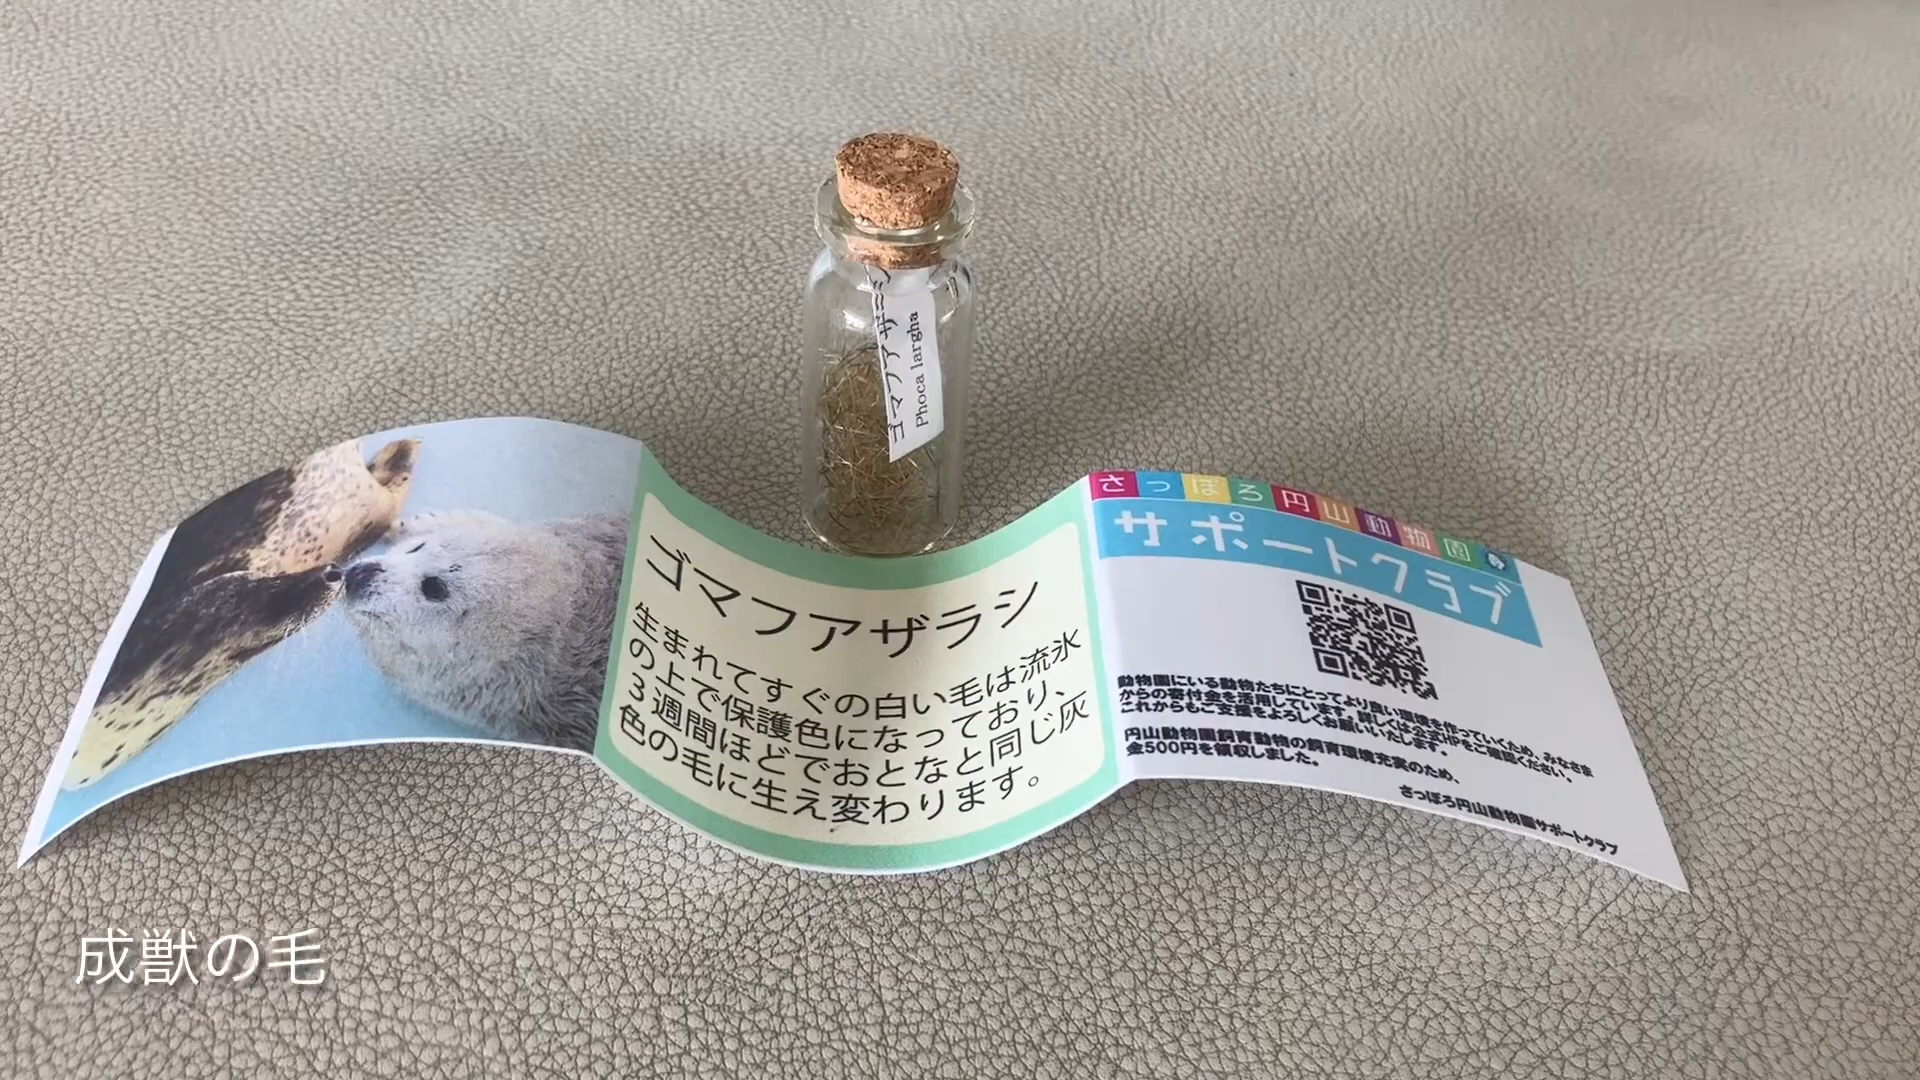 ゴマフアザラシ
Phoca largha
ゴマフアザラシ
生まれてすぐの白い毛は流氷
の上で保護色になっており、
3週間ほどでおとなと同じ灰
色の毛に生え変わります。
さっぽろ円山動物園
サポートクラブ
動物園にいる動物たちにとってより良い環境を作っていくため、みなさま
からの寄付金を活用しています。詳しくは公式HPをご確認ください。
これからもご支援をよろしくお願いいたします。
円山動物園飼育動物の飼育環境充実のため、
金500円を領収しました。
さっぽろ円山動物園サポートクラブ
成獣の毛